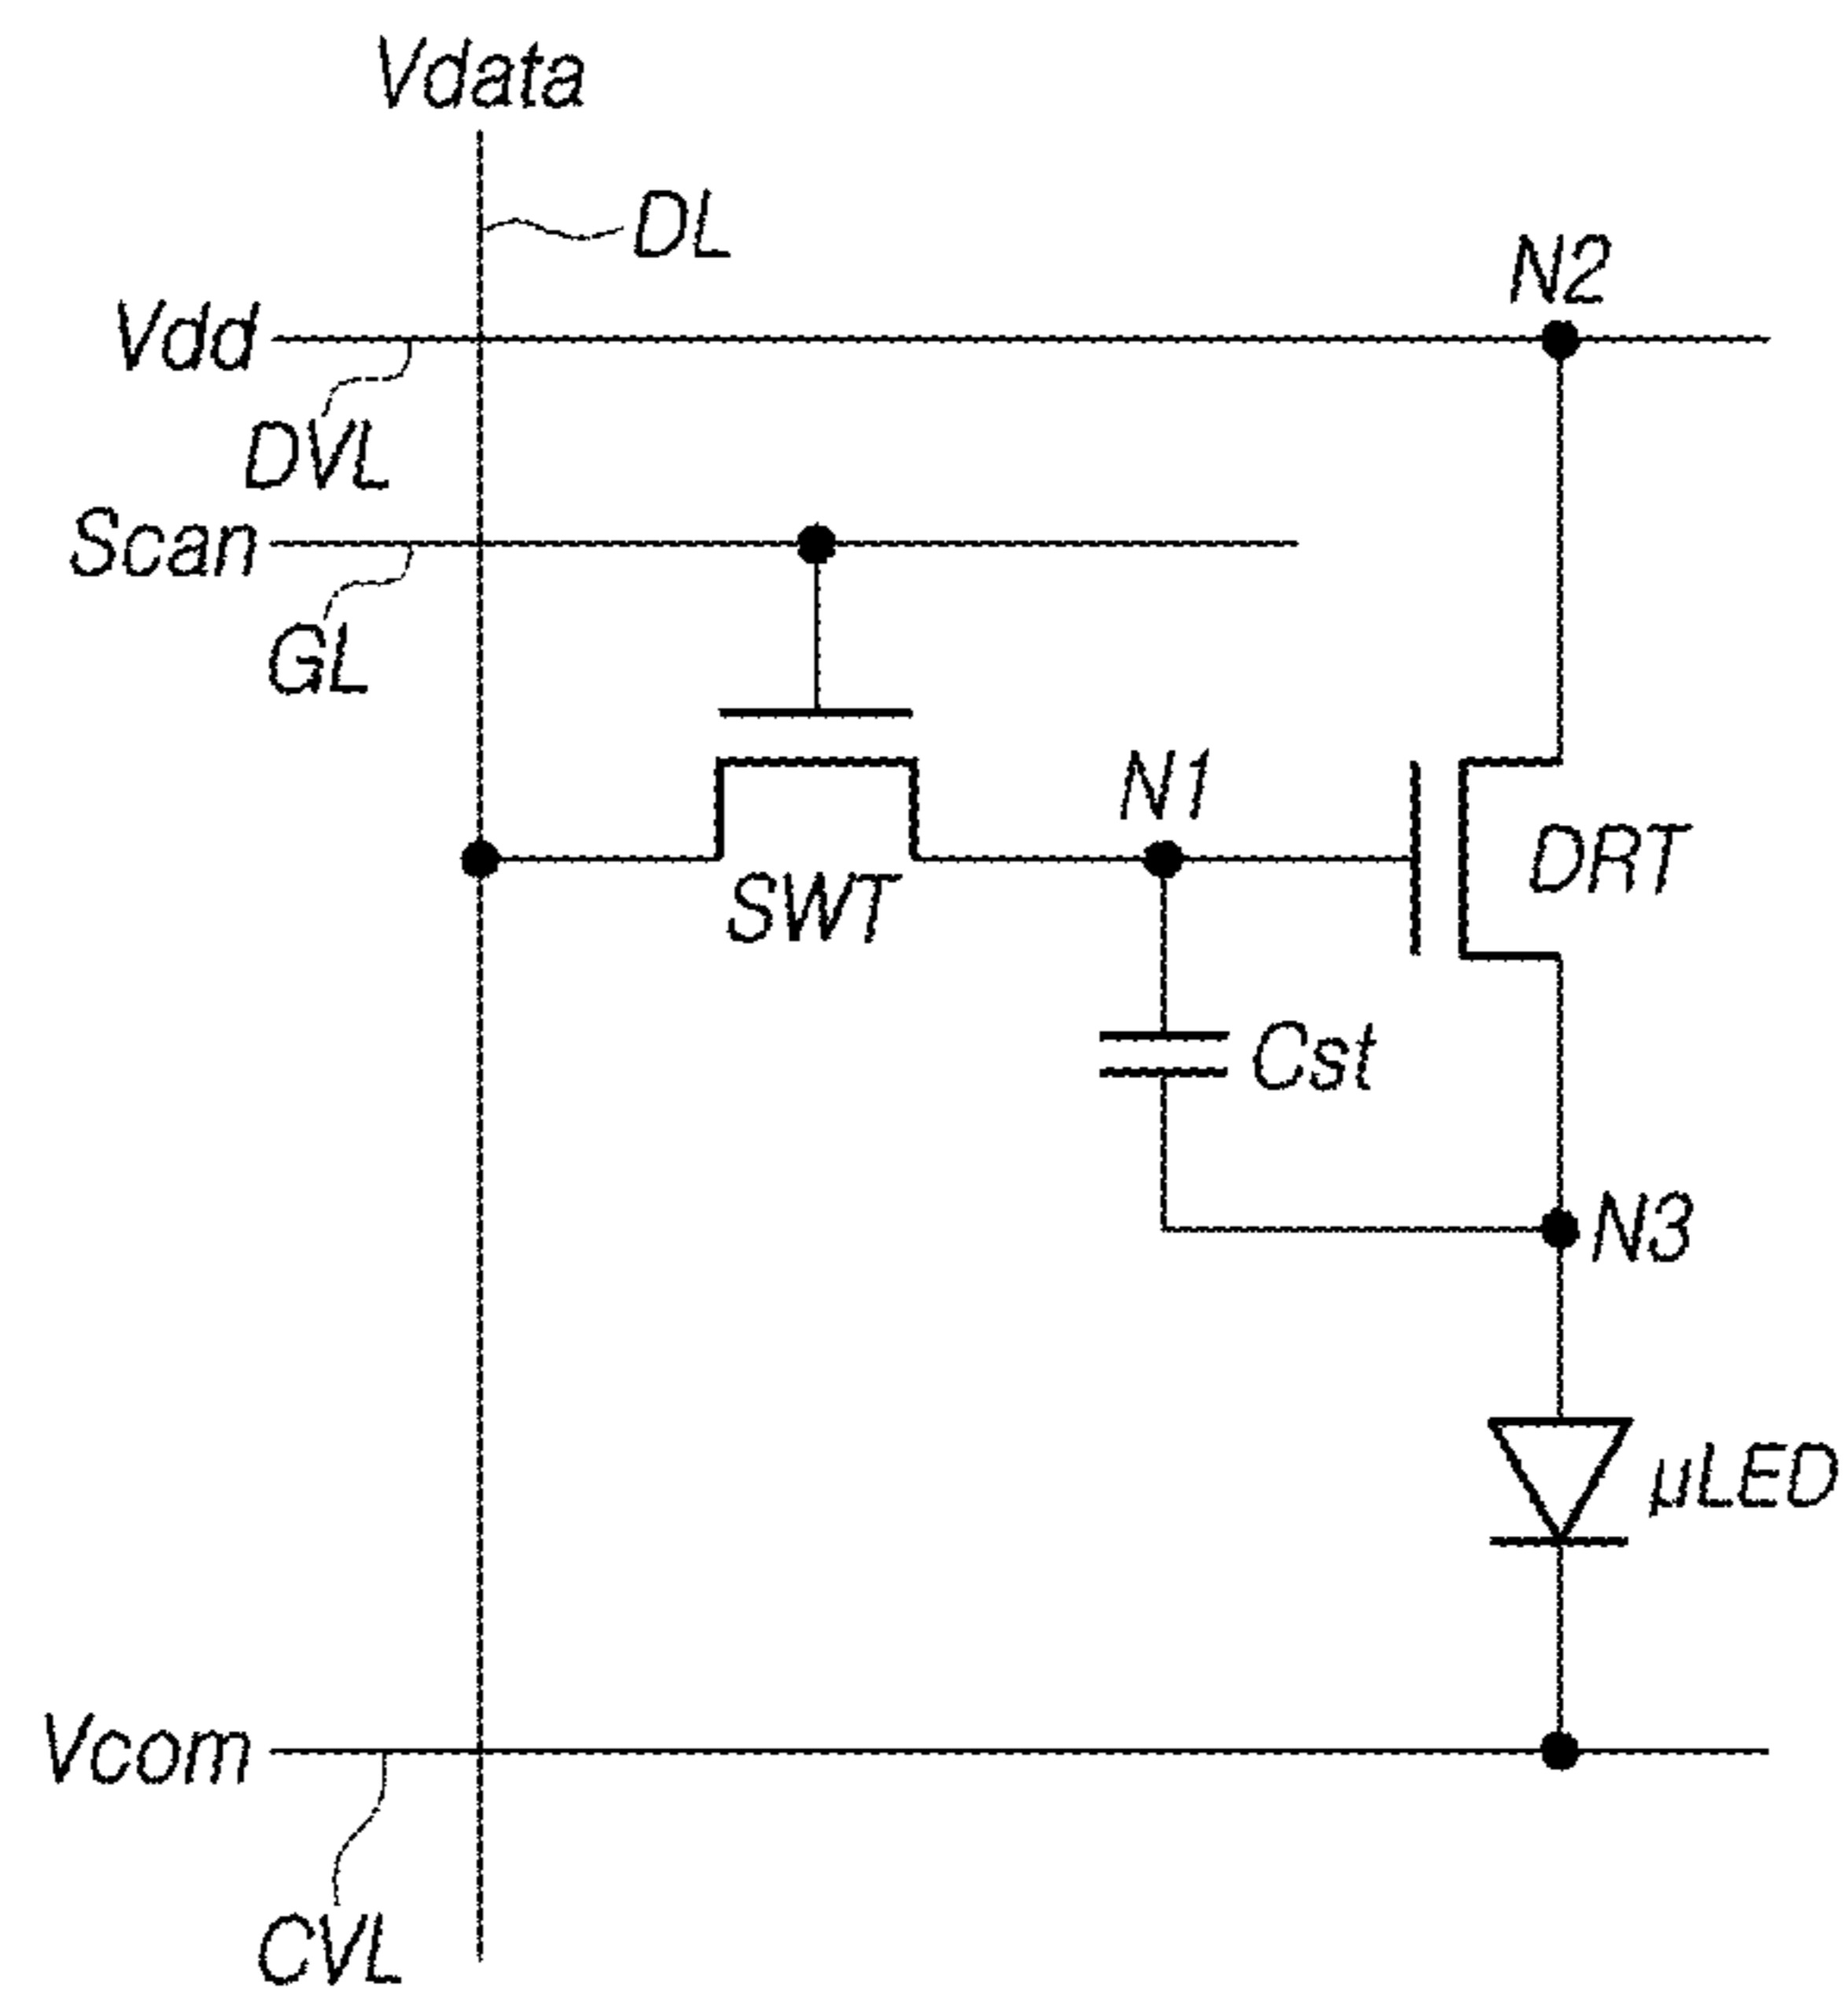 Vdata
DL
N2
Vdd
DVL
Scan
GL
N1
DRT
SWT
Cst
N3
μLED
Vcom
CVL